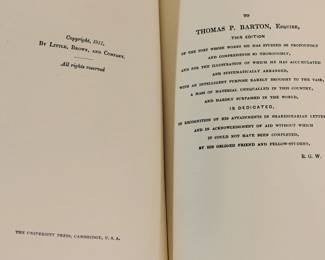 Copyright, 1911,
By Little, Brown, and Company.
All rights reserved
The University Press, Cambridge, U. S. A.
TO
THOMAS P. BARTON, Esquire,
THIS EDITION
OF THE POET WHOSE WORKS HE HAS STUDIED SO PROFOUNDLY
AND COMPREHENDS SO THOROUGHLY,
AND FOR THE ILLUSTRATION OF WHICH HE HAS ACCUMULATED
AND SYSTEMATICALLY ARRANGED,
WITH AN INTELLIGENT PURPOSE RARELY BROUGHT TO THE TASK,
A MASS OF MATERIAL UNEQUALLED IN THIS COUNTRY,
AND HARDLY SURPASSED IN THE WORLD,
IS DEDICATED,
IN RECOGNITION OF HIS ATTAINMENTS IN SHAKESPEARIAN LETTERS
AND IN ACKNOWLEDGMENT OF AID WITHOUT WHICH
IT COULD NOT HAVE BEEN COMPLETED,
BY HIS OBLIGED FRIEND AND FELLOW-STUDENT,
R. G. W.